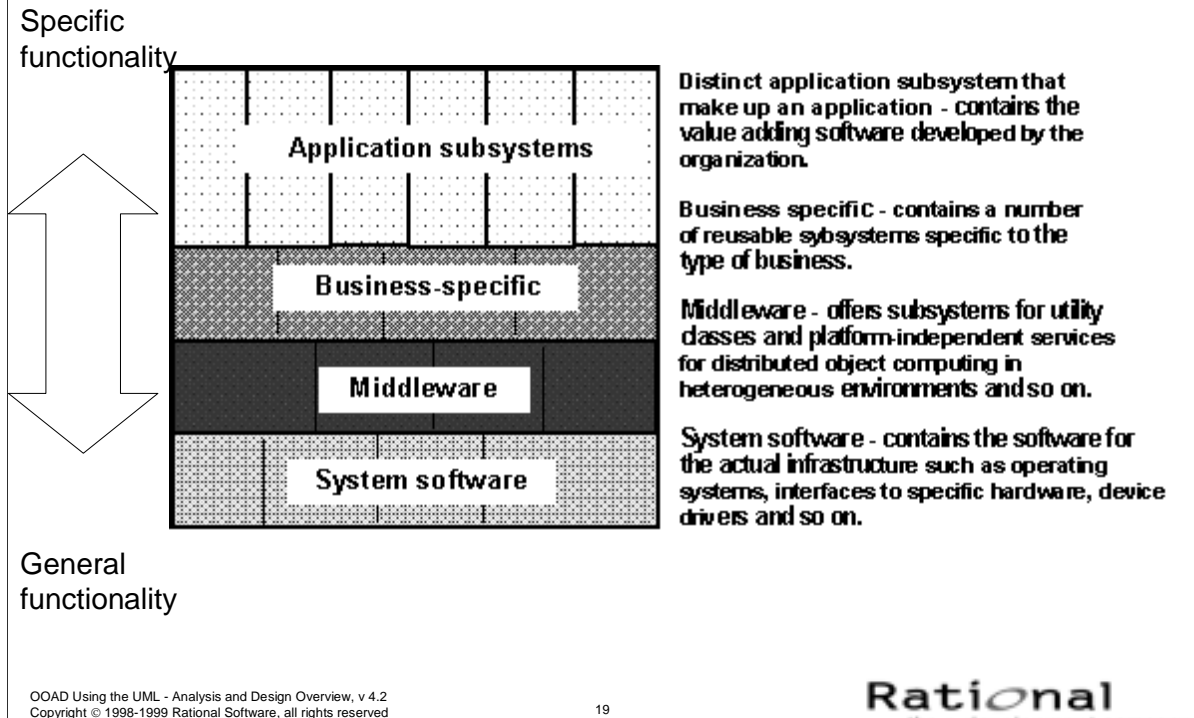 Specific
functionality
Application subsystems
Business-specific
Middleware
System software
Distinct application subsystem that
make up an application - contains the
value adding software developed by the
organization.
Business specific - contains a number
of reusable sybsystems specific to the
type of business.
Middleware - offers subsystems for utility
classes and platform-independent services
for distributed object computing in
heterogeneous environments and so on.
System software - contains the software for
the actual infrastructure such as operating
systems, interfaces to specific hardware, device
drivers and so on.
General
functionality
OOAD Using the UML - Analysis and Design Overview, v 4.2
Copyright © 1998-1999 Rational Software, all rights reserved
19
Rational